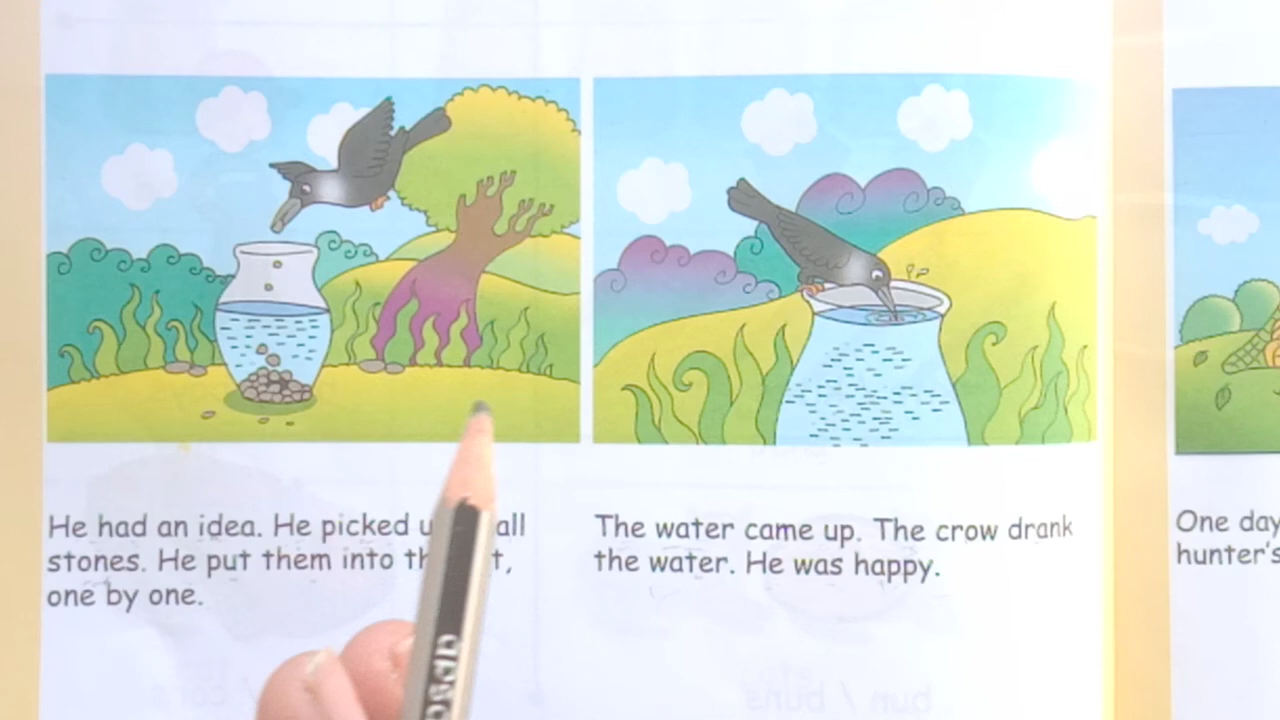 He had an idea. He picked u all
stones. He put them into th t,
one by one.
The water came up. The crow drank
the water. He was happy.
One day
hunter's
apsara